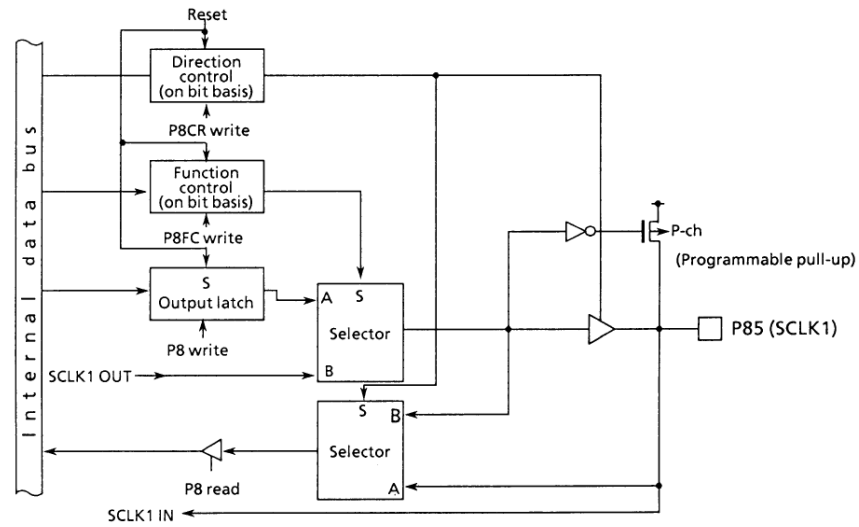 Reset
Internal data bus
Direction
control
(on bit basis)
P8CR write
Function
control
(on bit basis)
P8FC write
P-ch
(Programmable pull-up)
S
Output latch
A
S
Selector
B
P85 (SCLK1)
P8 write
SCLK1 OUT
S
B
Selector
A
P8 read
SCLK1 IN